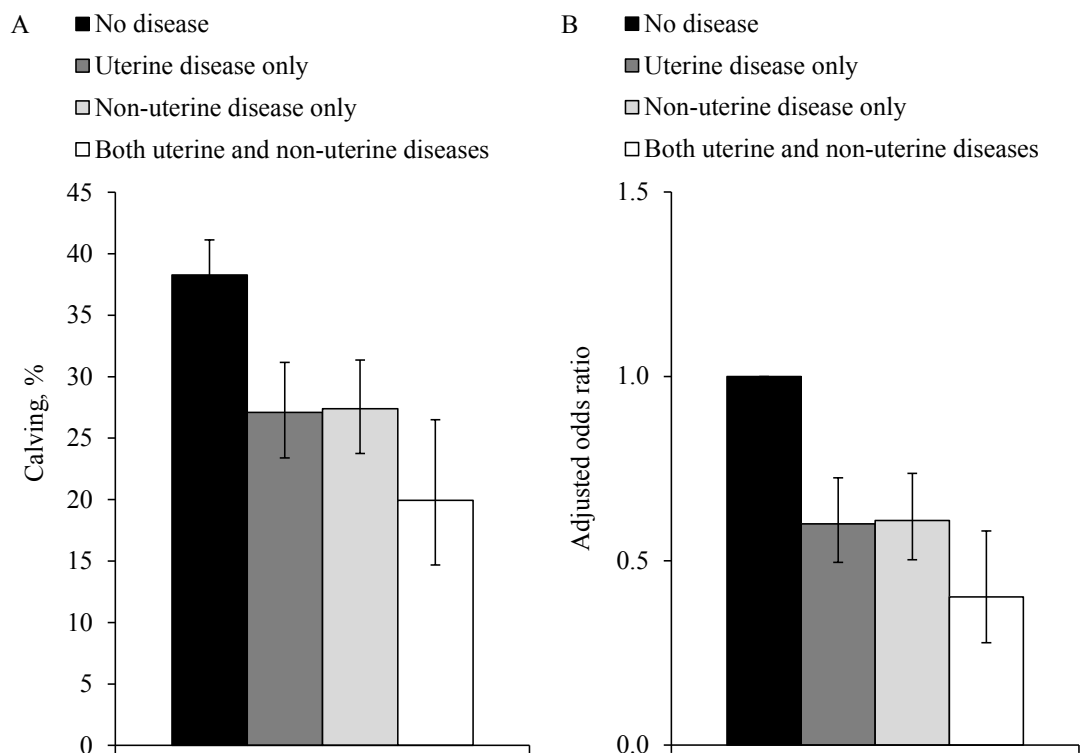 A
No disease
Uterine disease only
Non-uterine disease only
Both uterine and non-uterine diseases
45
40
35
30
25
20
15
10
5
0
Calving, %
B
No disease
Uterine disease only
Non-uterine disease only
Both uterine and non-uterine diseases
1.5
1.0
0.5
0.0
Adjusted odds ratio